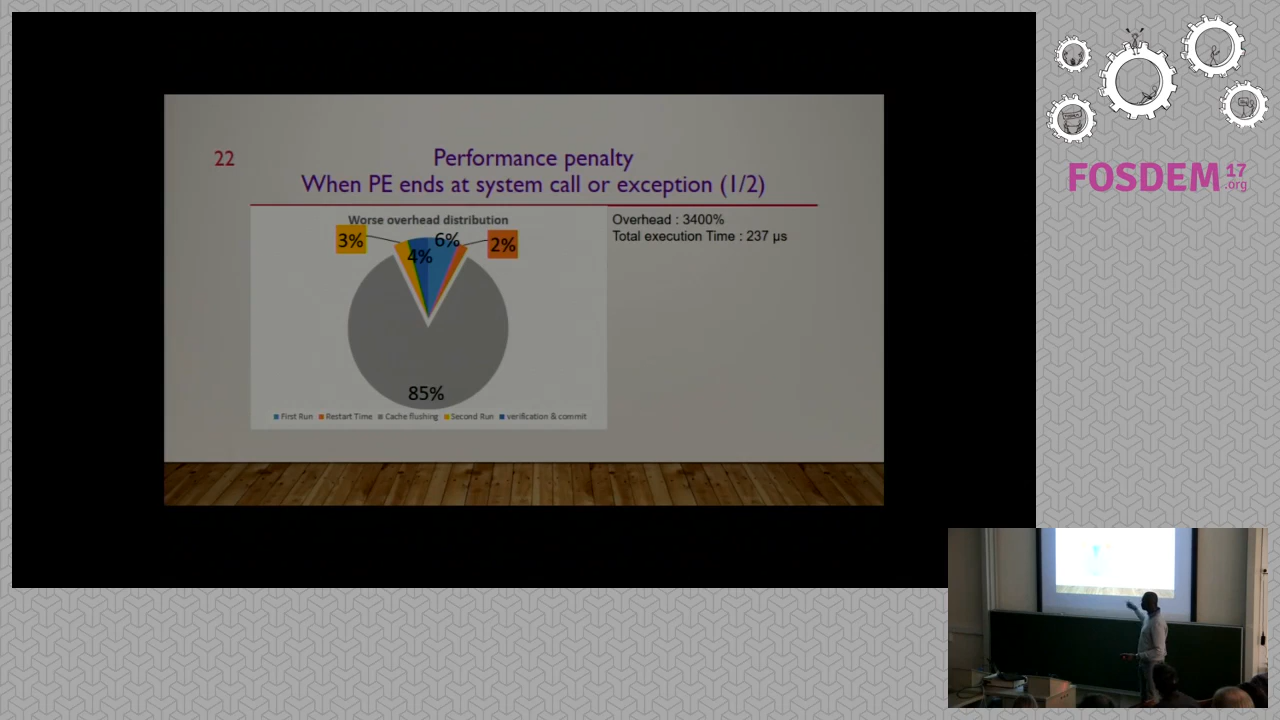 22
Performance penalty
When PE ends at system call or exception (1/2)
Worse overhead distribution
3%
4%
6%
2%
85%
First Run Restart Time Cache flushing Second Run verification & commit
Overhead : 3400%
Total execution Time : 237 µs
FOSDEM 17
.org